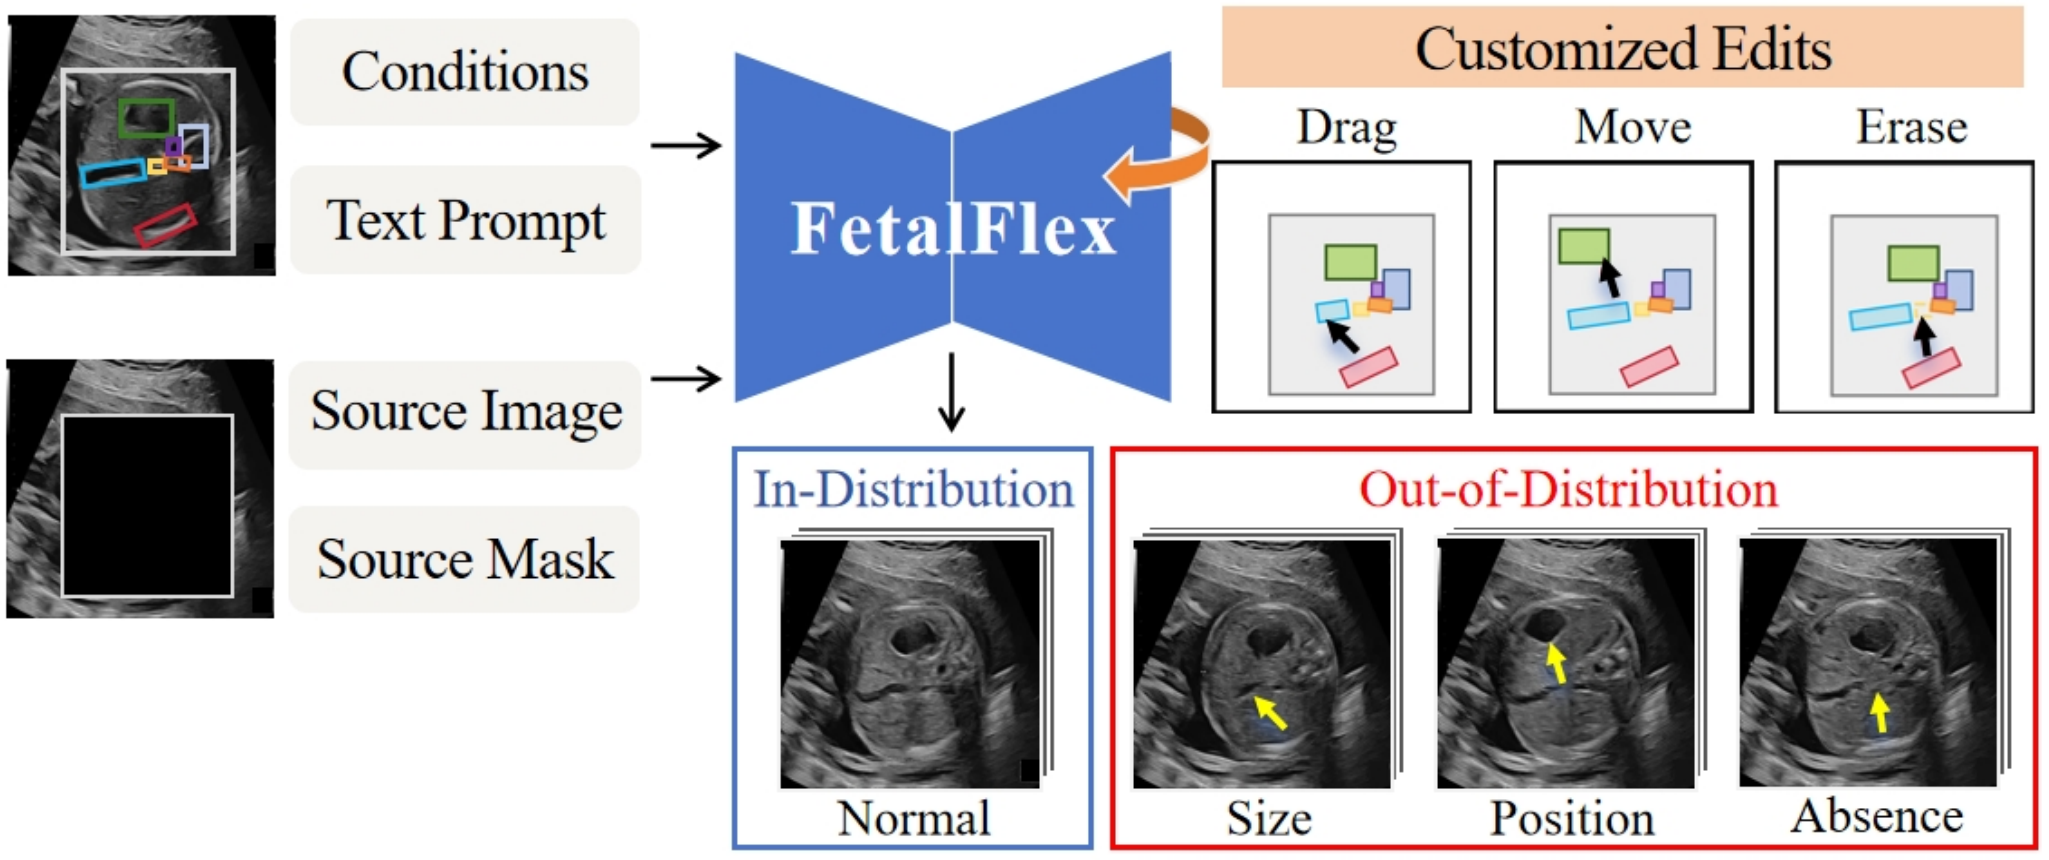 Conditions
Text Prompt
Source Image
Source Mask
FetalFlex
Customized Edits
Drag
Move
Erase
In-Distribution
Normal
Out-of-Distribution
Size
Position
Absence